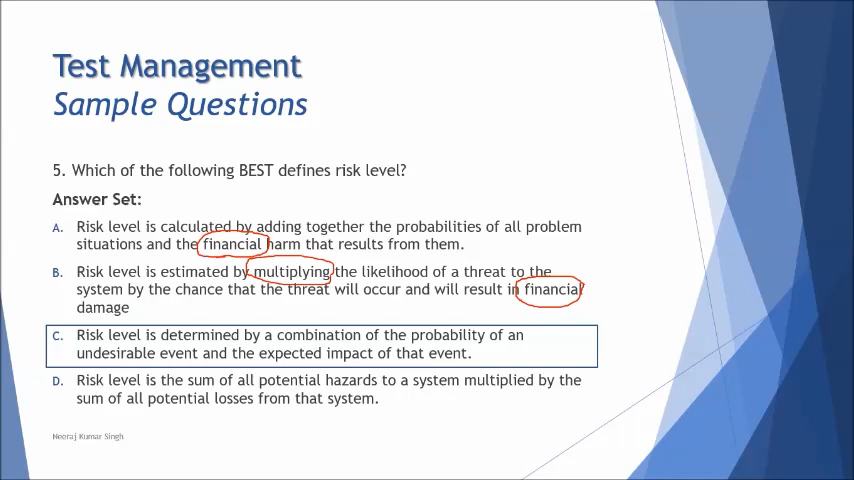 Test Management
Sample Questions
5. Which of the following BEST defines risk level?
Answer Set:
A. Risk level is calculated by adding together the probabilities of all problem
situations and the financial harm that results from them.
B. Risk level is estimated by multiplying the likelihood of a threat to the
system by the chance that the threat will occur and will result in financial
damage
C. Risk level is determined by a combination of the probability of an
undesirable event and the expected impact of that event.
D. Risk level is the sum of all potential hazards to a system multiplied by the
sum of all potential losses from that system.
Neeraj Kumar Singh